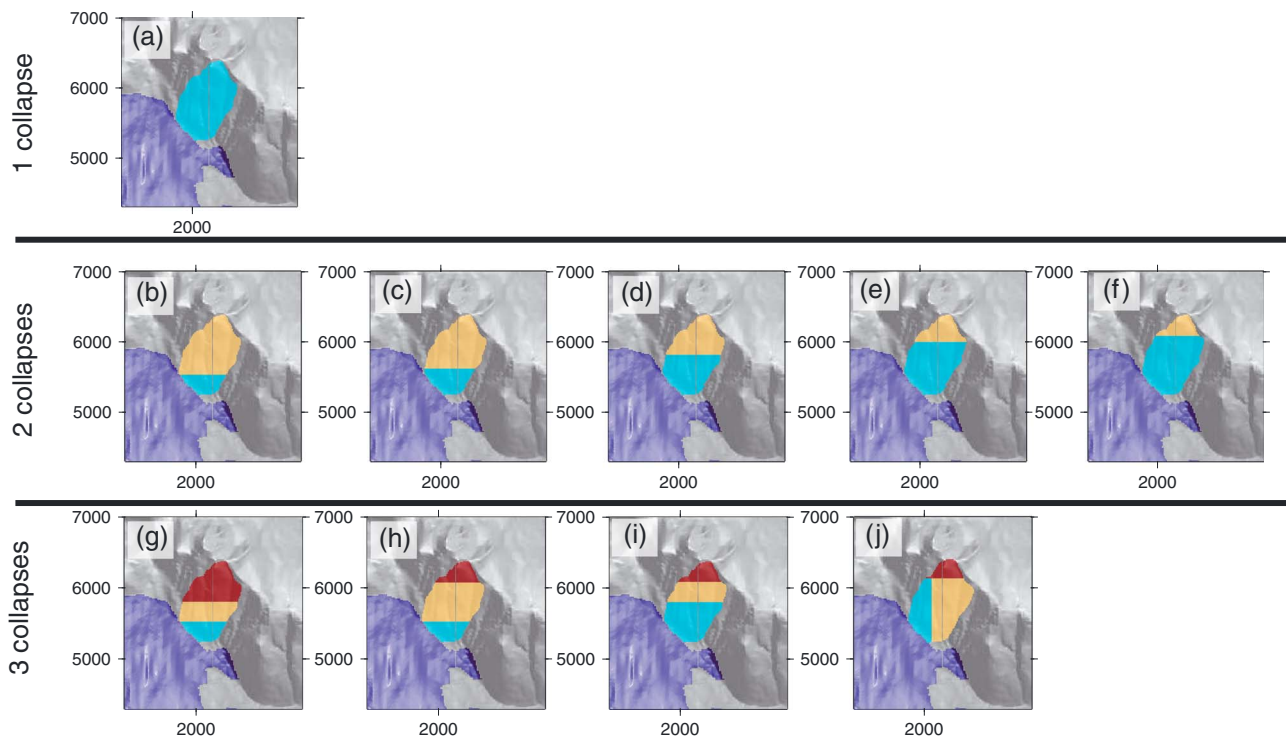 1 collapse
(a)
7000
6000
5000
2000
2 collapses
(b) (c) (d) (e) (f)
7000 7000 7000 7000 7000
6000 6000 6000 6000 6000
5000 5000 5000 5000 5000
2000 2000 2000 2000 2000
3 collapses
(g) (h) (i) (j)
7000 7000 7000 7000
6000 6000 6000 6000
5000 5000 5000 5000
2000 2000 2000 2000